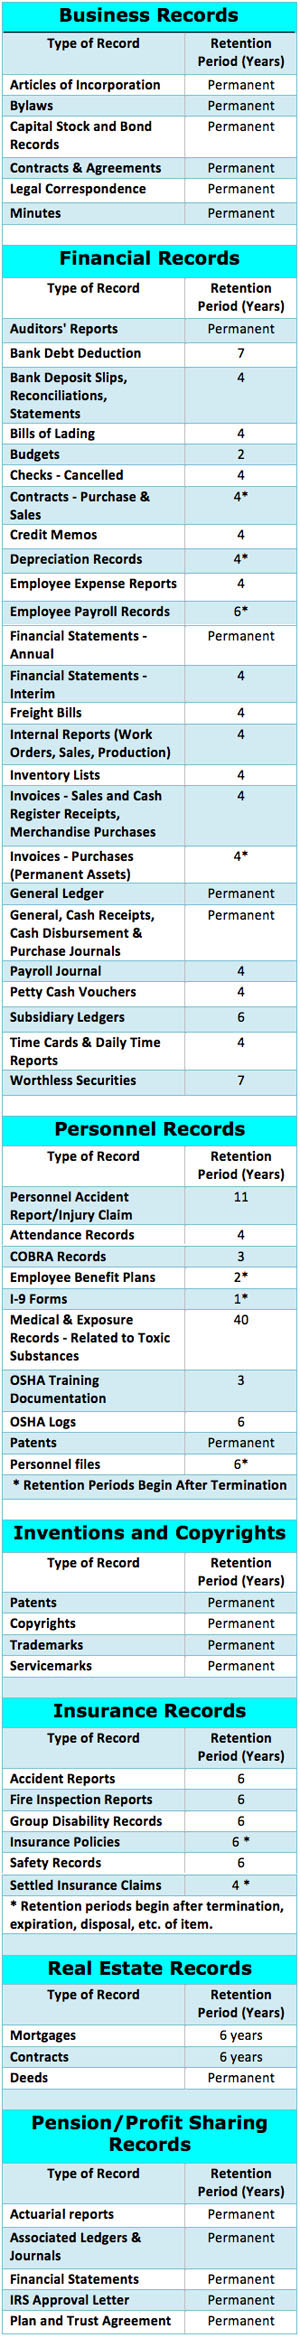 Business Records
Type of Record Retention
Period (Years)
Articles of Incorporation Permanent
Bylaws Permanent
Capital Stock and Bond Permanent
Records
Contracts & Agreements Permanent
Legal Correspondence Permanent
Minutes Permanent
Financial Records
Type of Record Retention
Period (Years)
Auditors' Reports Permanent
Bank Debt Deduction 7
Bank Deposit Slips, 4
Reconciliations,
Statements
Bills of Lading 4
Budgets 2
Checks - Cancelled 4
Contracts - Purchase & 4*
Sales
Credit Memos 4
Depreciation Records 4*
Employee Expense Reports 4
Employee Payroll Records 6*
Financial Statements - Permanent
Annual
Financial Statements - 4
Interim
Freight Bills 4
Internal Reports (Work 4
Orders, Sales, Production)
Inventory Lists 4
Invoices - Sales and Cash 4
Register Receipts,
Merchandise Purchases
Invoices - Purchases 4*
(Permanent Assets)
General Ledger Permanent
General, Cash Receipts, Permanent
Cash Disbursement &
Purchase Journals
Payroll Journal 4
Petty Cash Vouchers 4
Subsidiary Ledgers 6
Time Cards & Daily Time 4
Reports
Worthless Securities 7
Personnel Records
Type of Record Retention
Period (Years)
Personnel Accident 11
Report/Injury Claim
Attendance Records 4
COBRA Records 3
Employee Benefit Plans 2*
I-9 Forms 1*
Medical & Exposure 40
Records - Related to Toxic
Substances
OSHA Training 3
Documentation
OSHA Logs 6
Patents Permanent
Personnel files 6*
* Retention Periods Begin After Termination
Inventions and Copyrights
Type of Record Retention
Period (Years)
Patents Permanent
Copyrights Permanent
Trademarks Permanent
Servicemarks Permanent
Insurance Records
Type of Record Retention
Period (Years)
Accident Reports 6
Fire Inspection Reports 6
Group Disability Records 6
Insurance Policies 6 *
Safety Records 6
Settled Insurance Claims 4 *
* Retention periods begin after termination,
expiration, disposal, etc. of item.
Real Estate Records
Type of Record Retention
Period (Years)
Mortgages 6 years
Contracts 6 years
Deeds Permanent
Pension/Profit Sharing
Records
Type of Record Retention
Period (Years)
Actuarial reports Permanent
Associated Ledgers & Permanent
Journals
Financial Statements Permanent
IRS Approval Letter Permanent
Plan and Trust Agreement Permanent